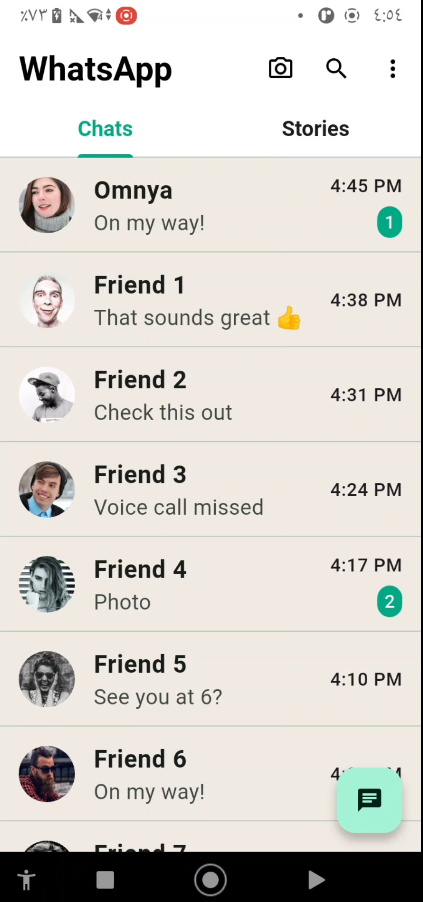 ٪٧٣
٤:٥٤
WhatsApp
Chats
Stories
Omnya
4:45 PM
On my way!
1
Friend 1
4:38 PM
That sounds great 👍
Friend 2
4:31 PM
Check this out
Friend 3
4:24 PM
Voice call missed
Friend 4
4:17 PM
Photo
2
Friend 5
4:10 PM
See you at 6?
Friend 6
On my way!
Friend 7